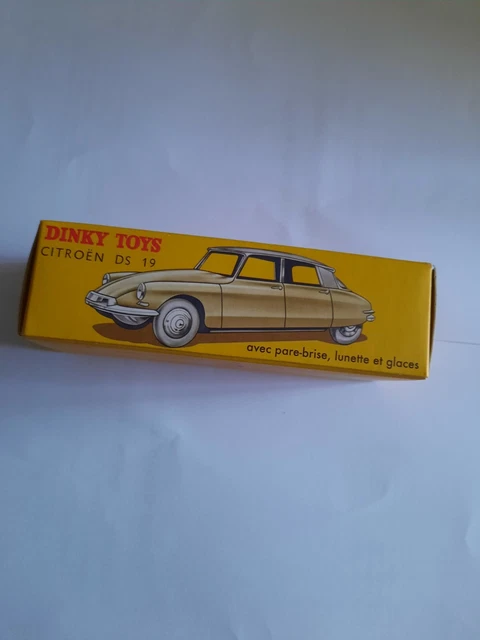 DINKY TOYS
CITROËN DS 19
avec pare-brise, lunette et glaces